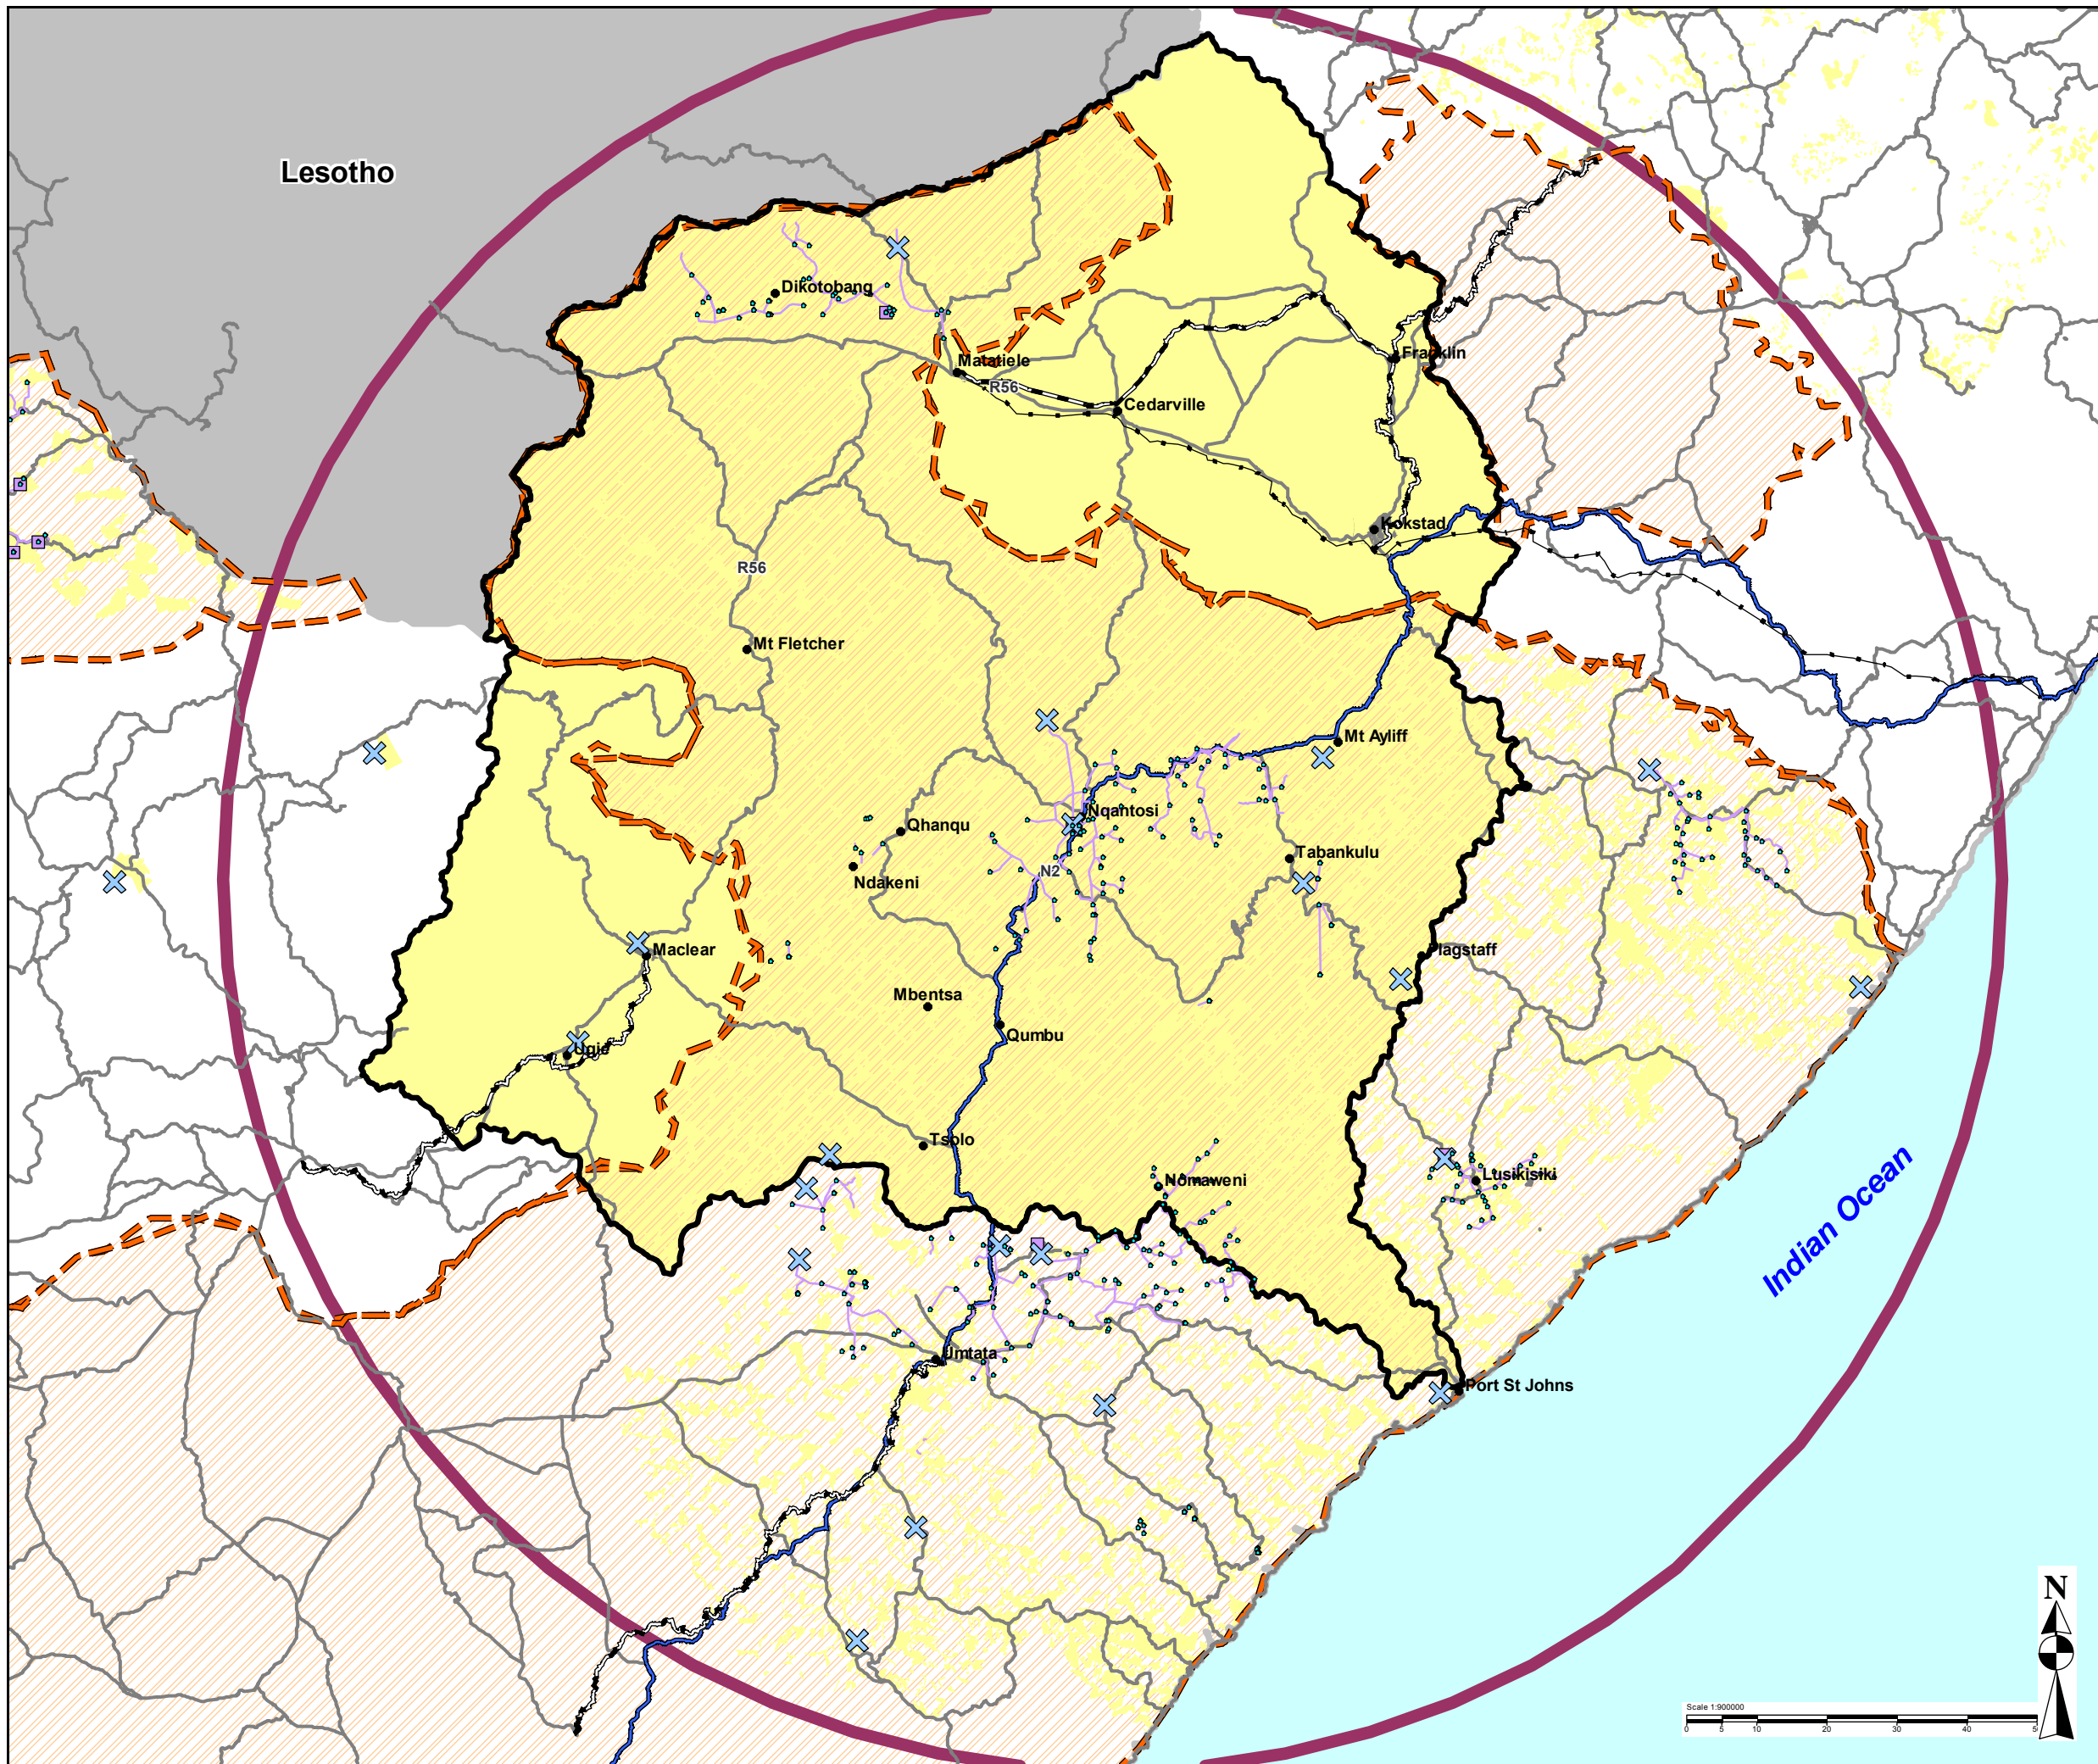 Lesotho
Dikotobang
Matatiele
R56
Franklin
Cedarville
Kokstad
R56
Mt Fletcher
Mt Ayliff
Nqantosi
Qhanqu
Tabankulu
N2
Ndakeni
Maclear
Flagstaff
Mbentsa
Qumbu
Ugie
Tsolo
Nomaweni
Lusikisiki
Indian Ocean
Umtata
Port St Johns
N
Scale 1:900000
0 5 10 20 30 40 5